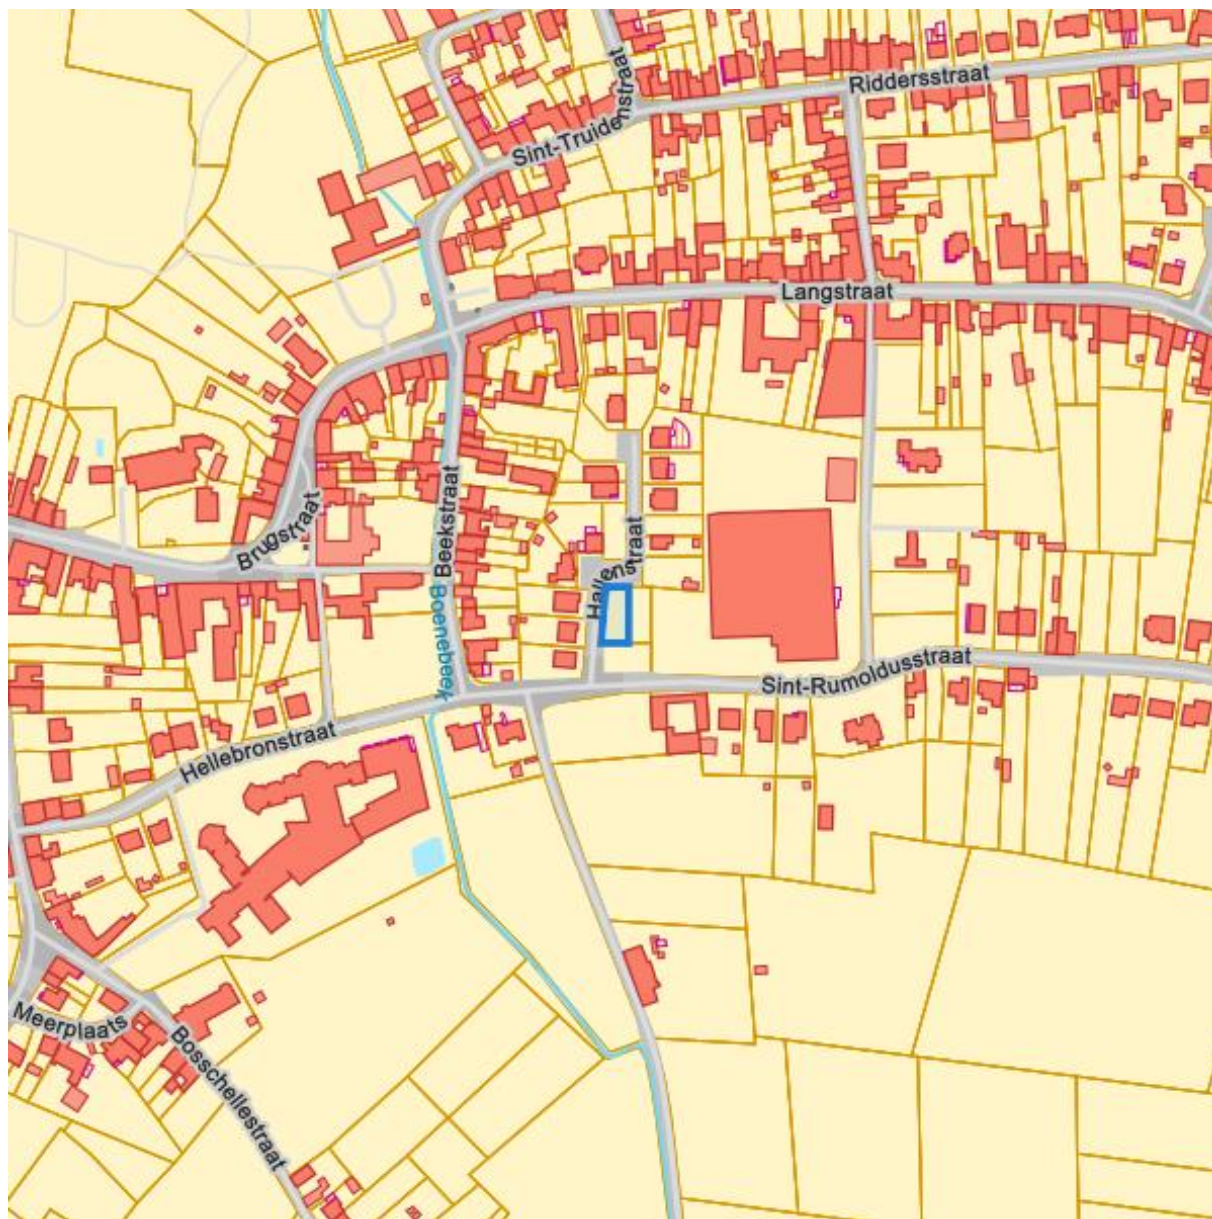 Riddersstraat
Sint-Truidenstraat
Langstraat
Beekstraat
Brugstraat
Hallenstraat
Boenebeek
Sint-Rumoldusstraat
Hellebronstraat
Meerplaats
Bosschellestraat